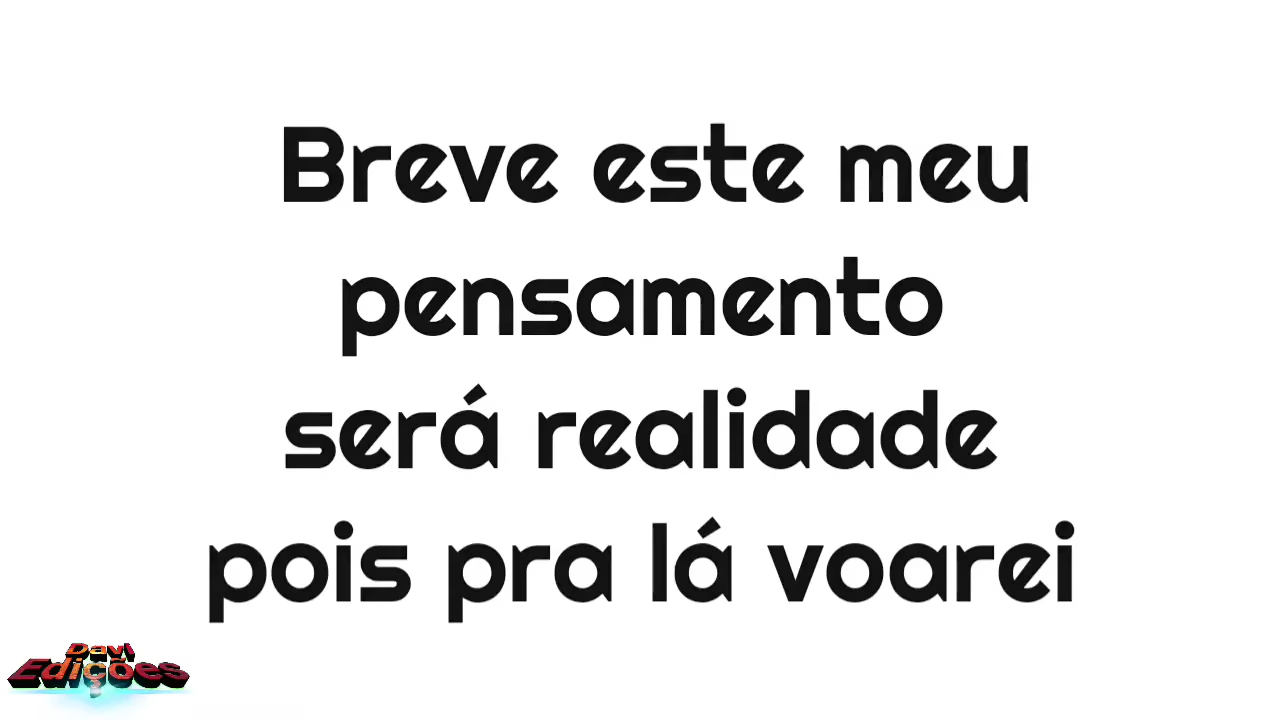 Breve este meu
pensamento
será realidade
pois pra lá voarei
Davi
Edições